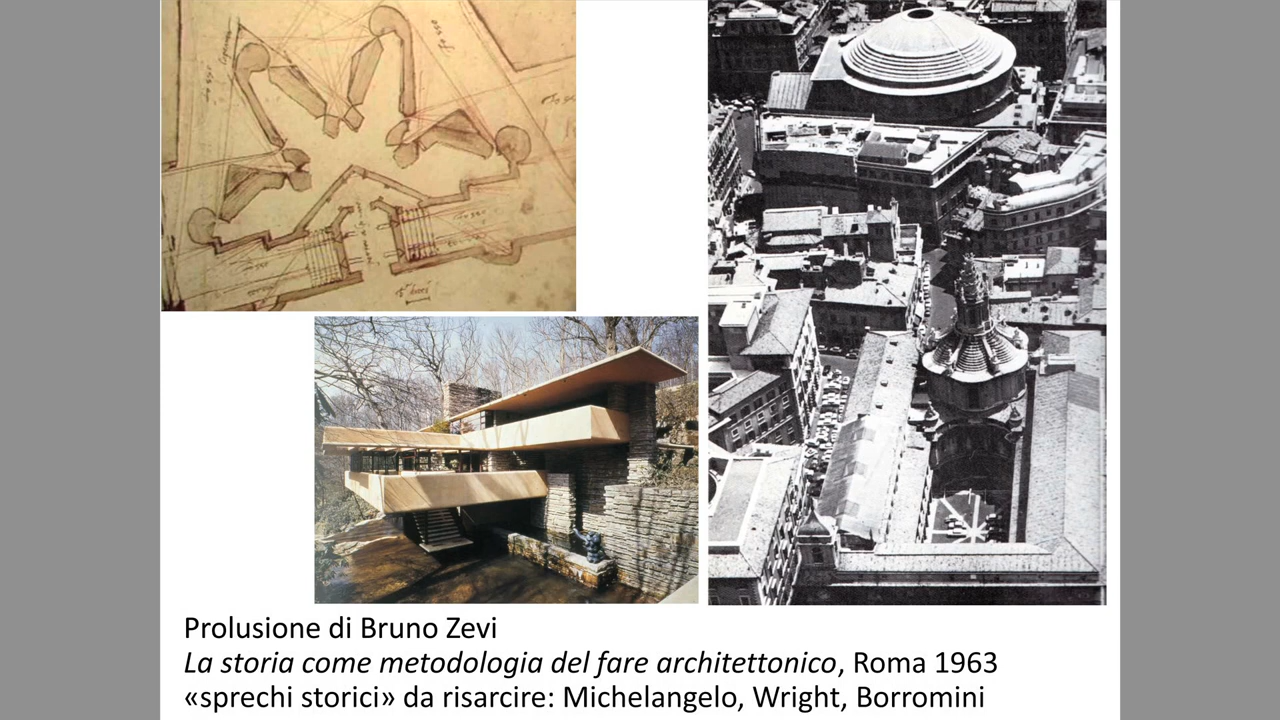 Prolusione di Bruno Zevi
La storia come metodologia del fare architettonico, Roma 1963
«sprechi storici» da risarcire: Michelangelo, Wright, Borromini